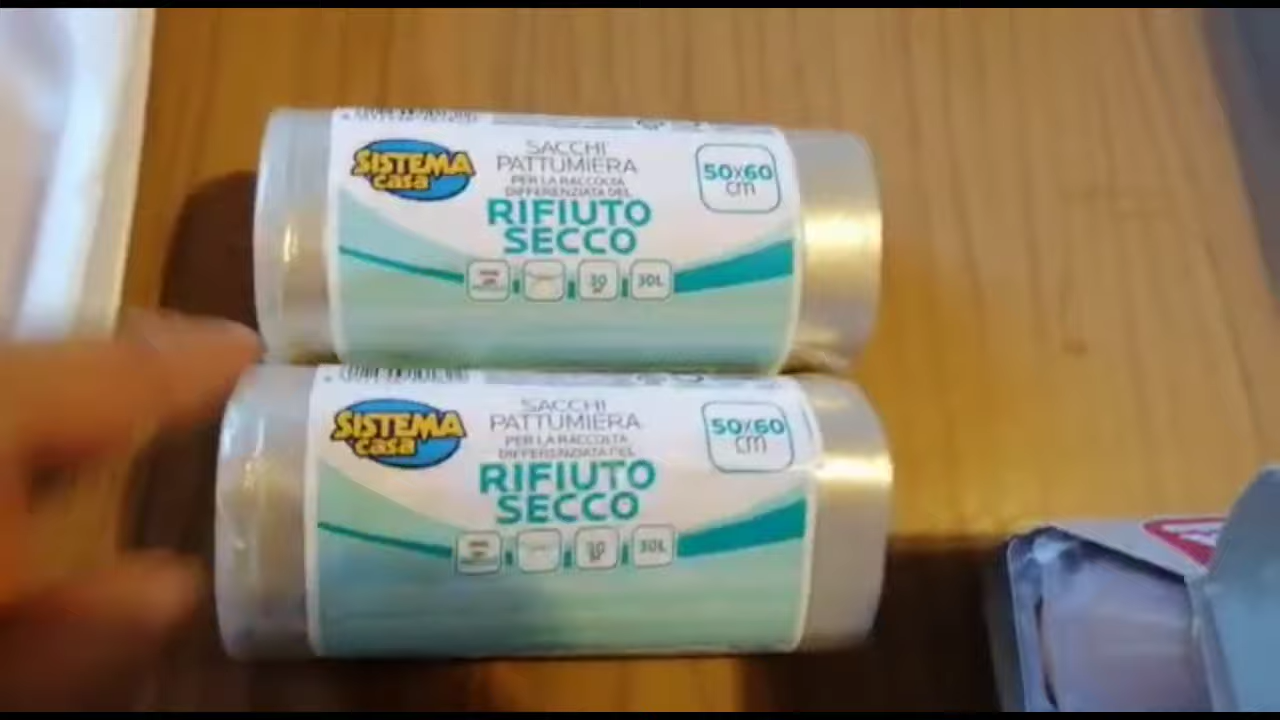 SISTEMA
casa
SACCHI
PATTUMIERA
PER LA RACCOLTA
DIFFERENZIATA DEL
RIFIUTO
SECCO
50x60
cm
30L
SISTEMA
casa
SACCHI
PATTUMIERA
PER LA RACCOLTA
DIFFERENZIATA DEL
RIFIUTO
SECCO
50x60
cm
30L